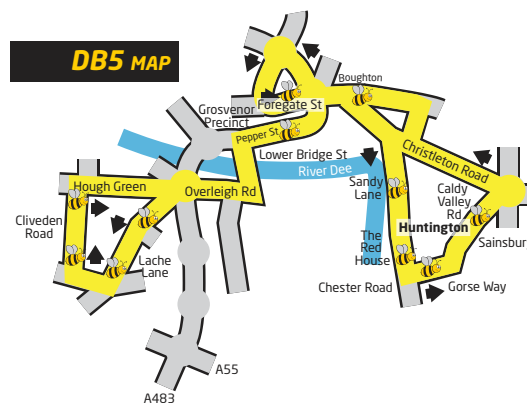 DB5 MAP
Boughton
Grosvenor
Precinct
Foregate St
Pepper St
Lower Bridge St
River Dee
Christleton Road
Hough Green
Overleigh Rd
Sandy
Lane
Caldy
Valley
Rd
Cliveden
Road
Huntington
Sainsbur
The
Red
House
Lache
Lane
Chester Road
Gorse Way
A55
A483